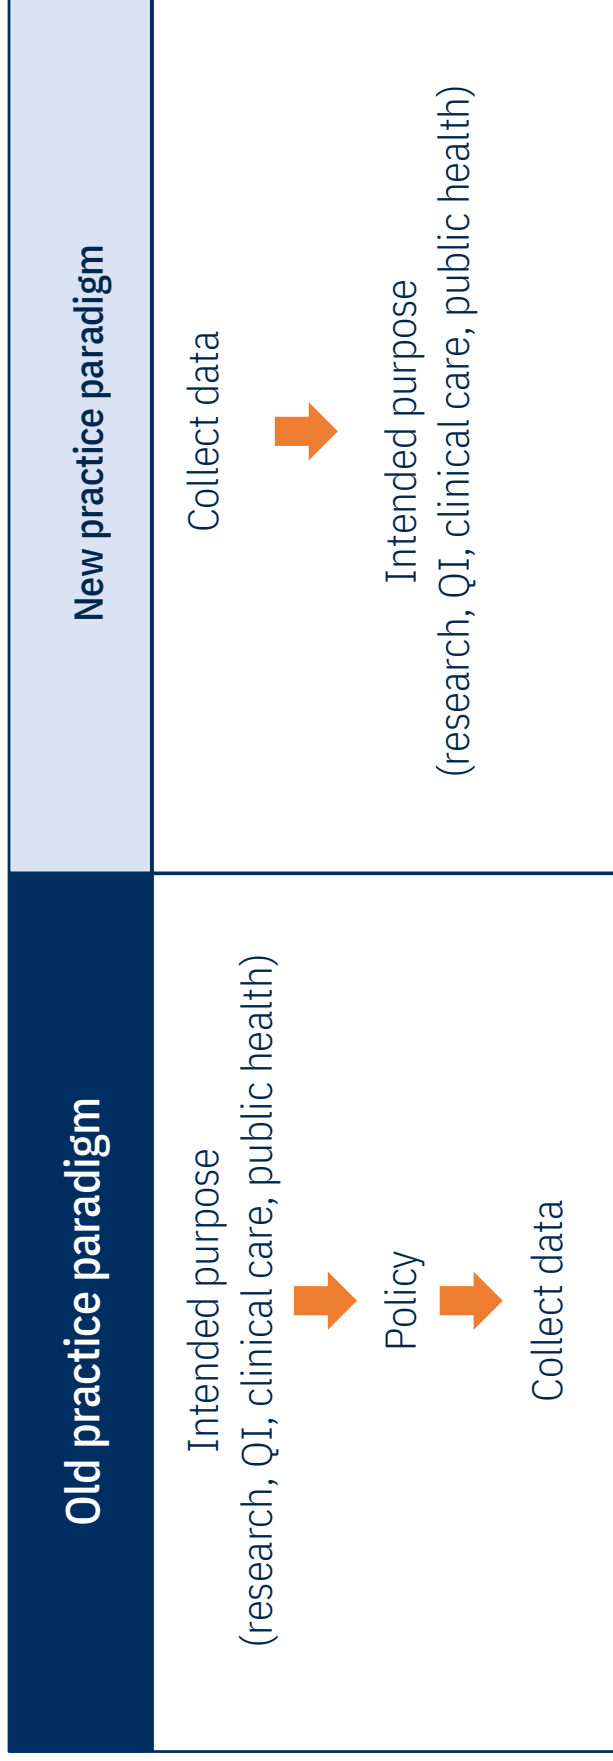 Old practice paradigm
Intended purpose
(research, QI, clinical care, public health)
Policy
Collect data
New practice paradigm
Collect data
Intended purpose
(research, QI, clinical care, public health)